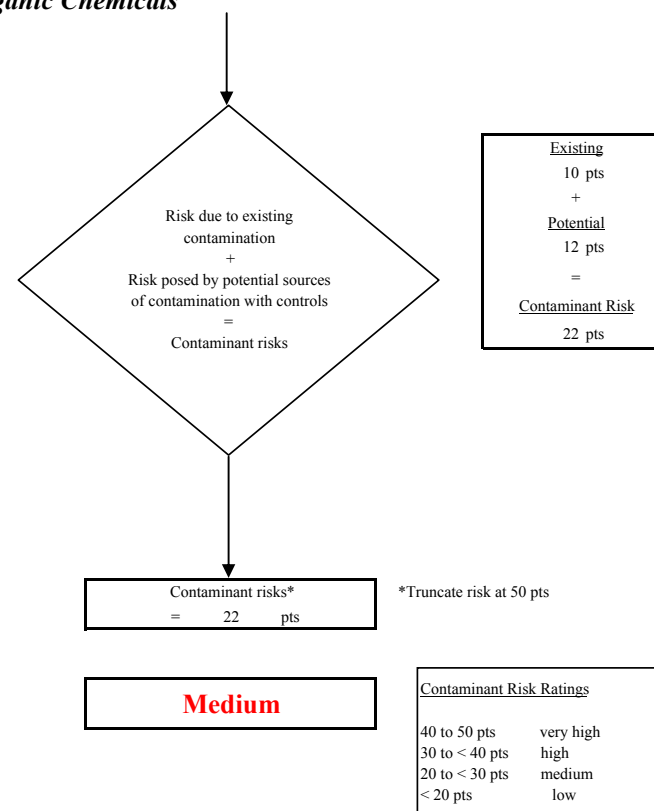 ganic Chemicals
Risk due to existing
contamination
+
Risk posed by potential sources
of contamination with controls
=
Contaminant risks
Existing
10 pts
+
Potential
12 pts
=
Contaminant Risk
22 pts
Contaminant risks*
= 22 pts
*Truncate risk at 50 pts
Medium
Contaminant Risk Ratings
40 to 50 pts very high
30 to < 40 pts high
20 to < 30 pts medium
< 20 pts low